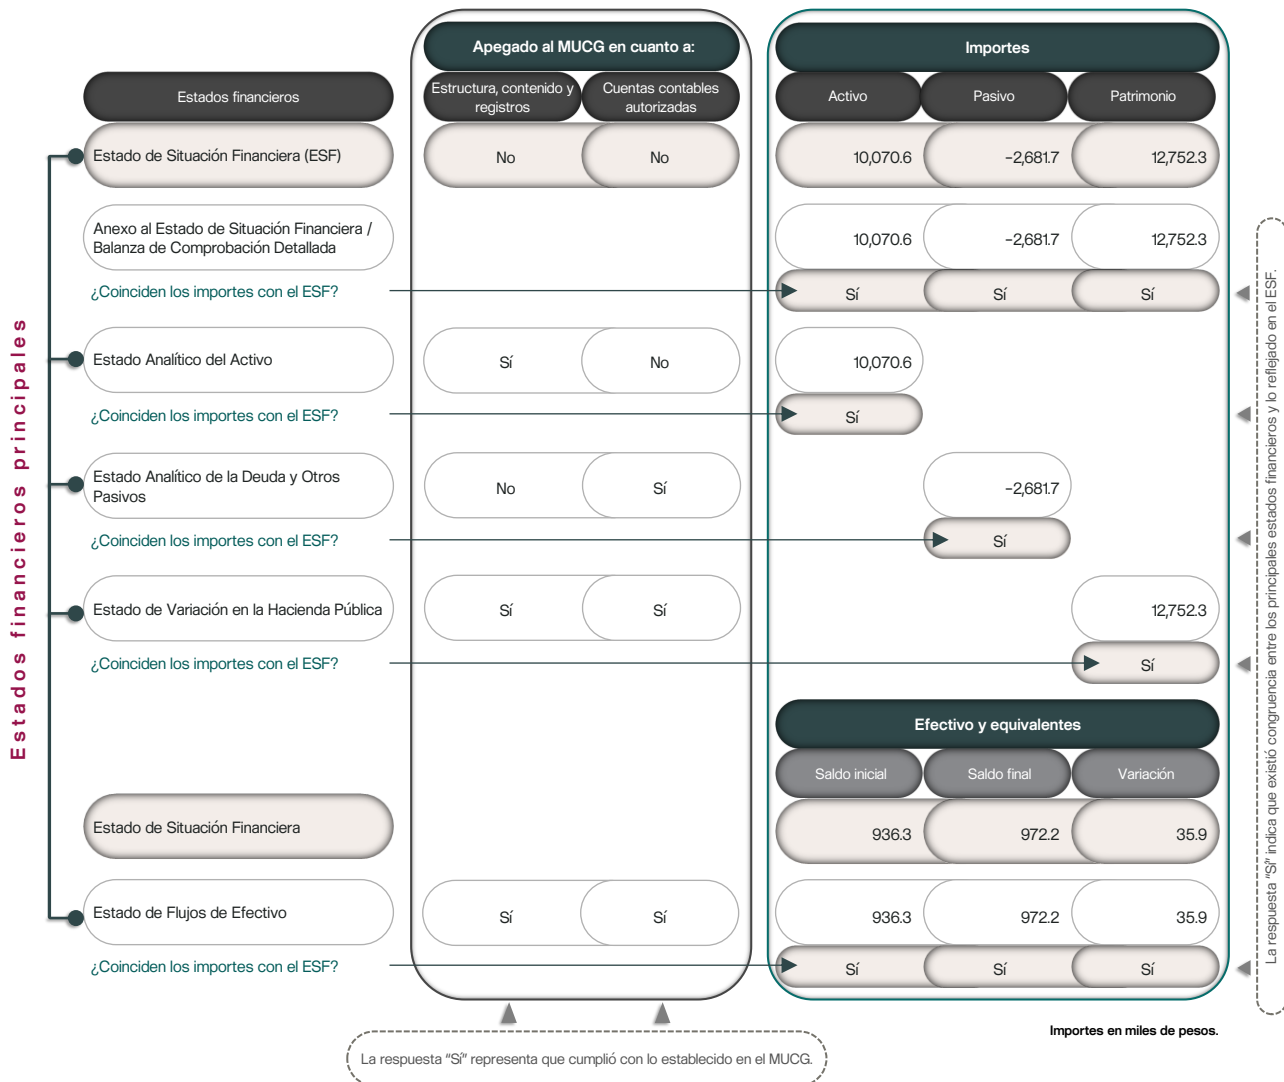 Apegado al MUCG en cuanto a:
Importes
Estados financieros
Estructura, contenido y
registros
Cuentas contables
autorizadas
Activo
Pasivo
Patrimonio
Estado de Situación Financiera (ESF)
No
No
10,070.6
-2,681.7
12,752.3
Anexo al Estado de Situación Financiera /
Balanza de Comprobación Detallada
10,070.6
-2,681.7
12,752.3
¿Coinciden los importes con el ESF?
Sí
Sí
Sí
Estado Analítico del Activo
Sí
No
10,070.6
¿Coinciden los importes con el ESF?
Sí
Estado Analítico de la Deuda y Otros
Pasivos
No
Sí
-2,681.7
¿Coinciden los importes con el ESF?
Sí
Estado de Variación en la Hacienda Pública
Sí
Sí
12,752.3
¿Coinciden los importes con el ESF?
Sí
Efectivo y equivalentes
Saldo inicial
Saldo final
Variación
Estado de Situación Financiera
936.3
972.2
35.9
Estado de Flujos de Efectivo
Sí
Sí
936.3
972.2
35.9
¿Coinciden los importes con el ESF?
Sí
Sí
Sí
Estados financieros principales
La respuesta "Sí" indica que existió congruencia entre los principales estados financieros y lo reflejado en el ESF.
Importes en miles de pesos.
La respuesta "Sí" representa que cumplió con lo establecido en el MUCG.